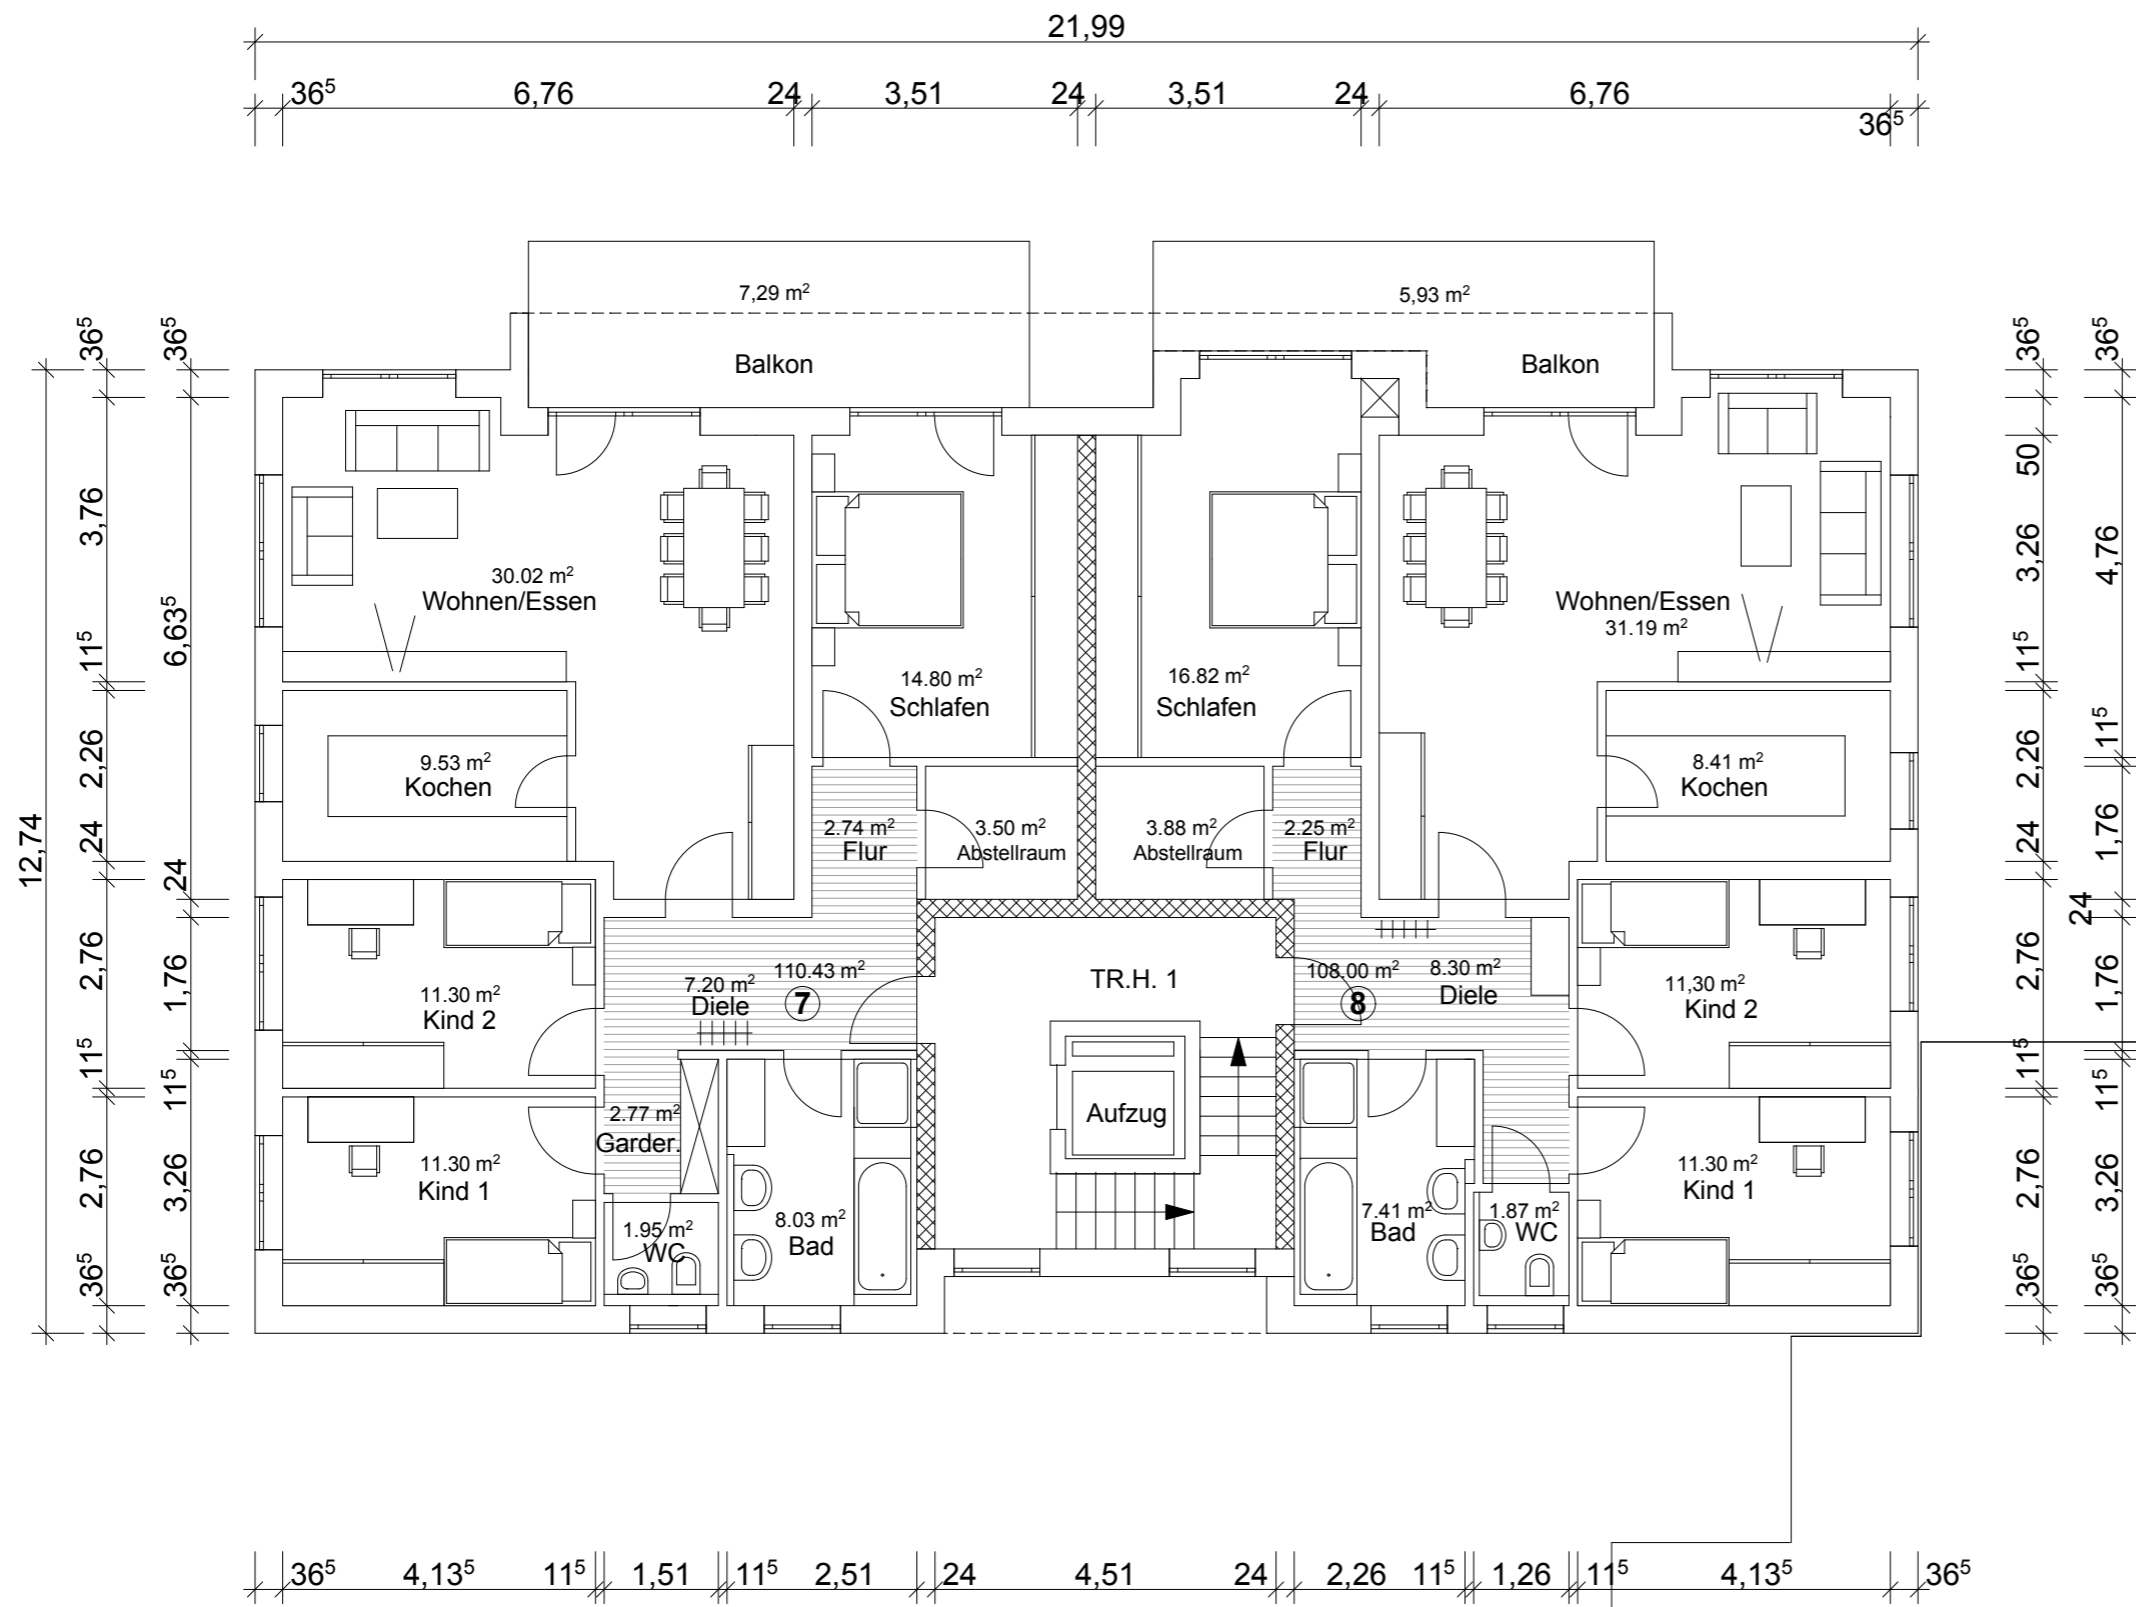 21,99
36⁵ 6,76 24 3,51 24 3,51 24 6,76 36⁵
7,29 m²
5,93 m²
Balkon
Balkon
36⁵
3,76
11⁵
2,26
24
2,76
11⁵
2,76
36⁵
36⁵
6,63⁵
24
1,76
11⁵
3,26
36⁵
12,74
36⁵
50
3,26
11⁵
2,26
24
2,76
11⁵
2,76
36⁵
36⁵
4,76
11⁵
1,76
24
1,76
11⁵
3,26
36⁵
30.02 m²
Wohnen/Essen
Wohnen/Essen
31.19 m²
14.80 m²
Schlafen
16.82 m²
Schlafen
9.53 m²
Kochen
8.41 m²
Kochen
2.74 m²
Flur
3.50 m²
Abstellraum
3.88 m²
Abstellraum
2.25 m²
Flur
11.30 m²
Kind 2
7.20 m²
Diele
110.43 m²
7
TR.H. 1
108.00 m²
8
8.30 m²
Diele
11,30 m²
Kind 2
2.77 m²
Garder.
Aufzug
11.30 m²
Kind 1
11.30 m²
Kind 1
1.95 m²
WC
8.03 m²
Bad
7.41 m²
Bad
1.87 m²
WC
36⁵ 4,13⁵ 11⁵ 1,51 11⁵ 2,51 24 4,51 24 2,26 11⁵ 1,26 11⁵ 4,13⁵ 36⁵